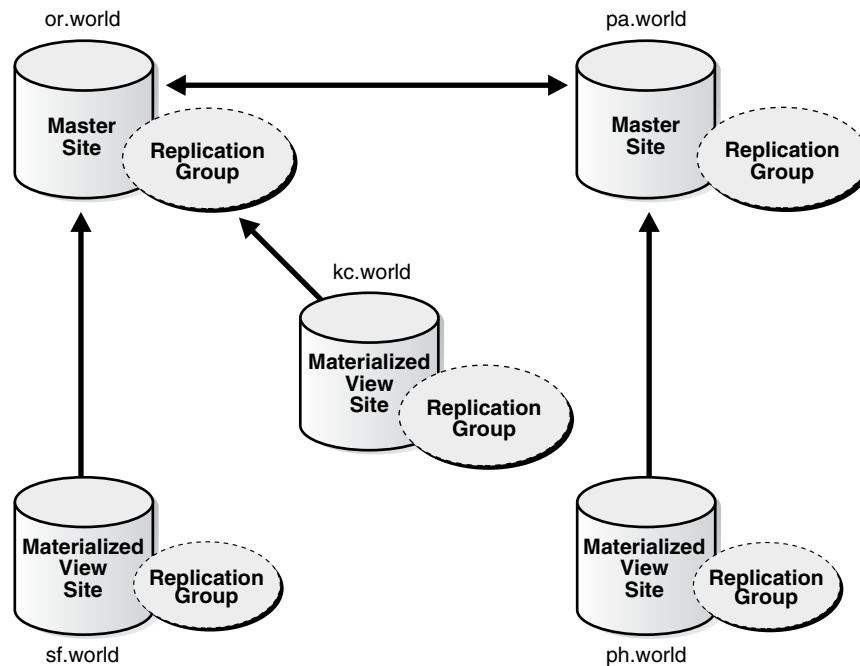 or.world
pa.world
Master
Site
Replication
Group
Master
Site
Replication
Group
kc.world
Materialized
View
Site
Replication
Group
Materialized
View
Site
Replication
Group
Materialized
View
Site
Replication
Group
sf.world
ph.world